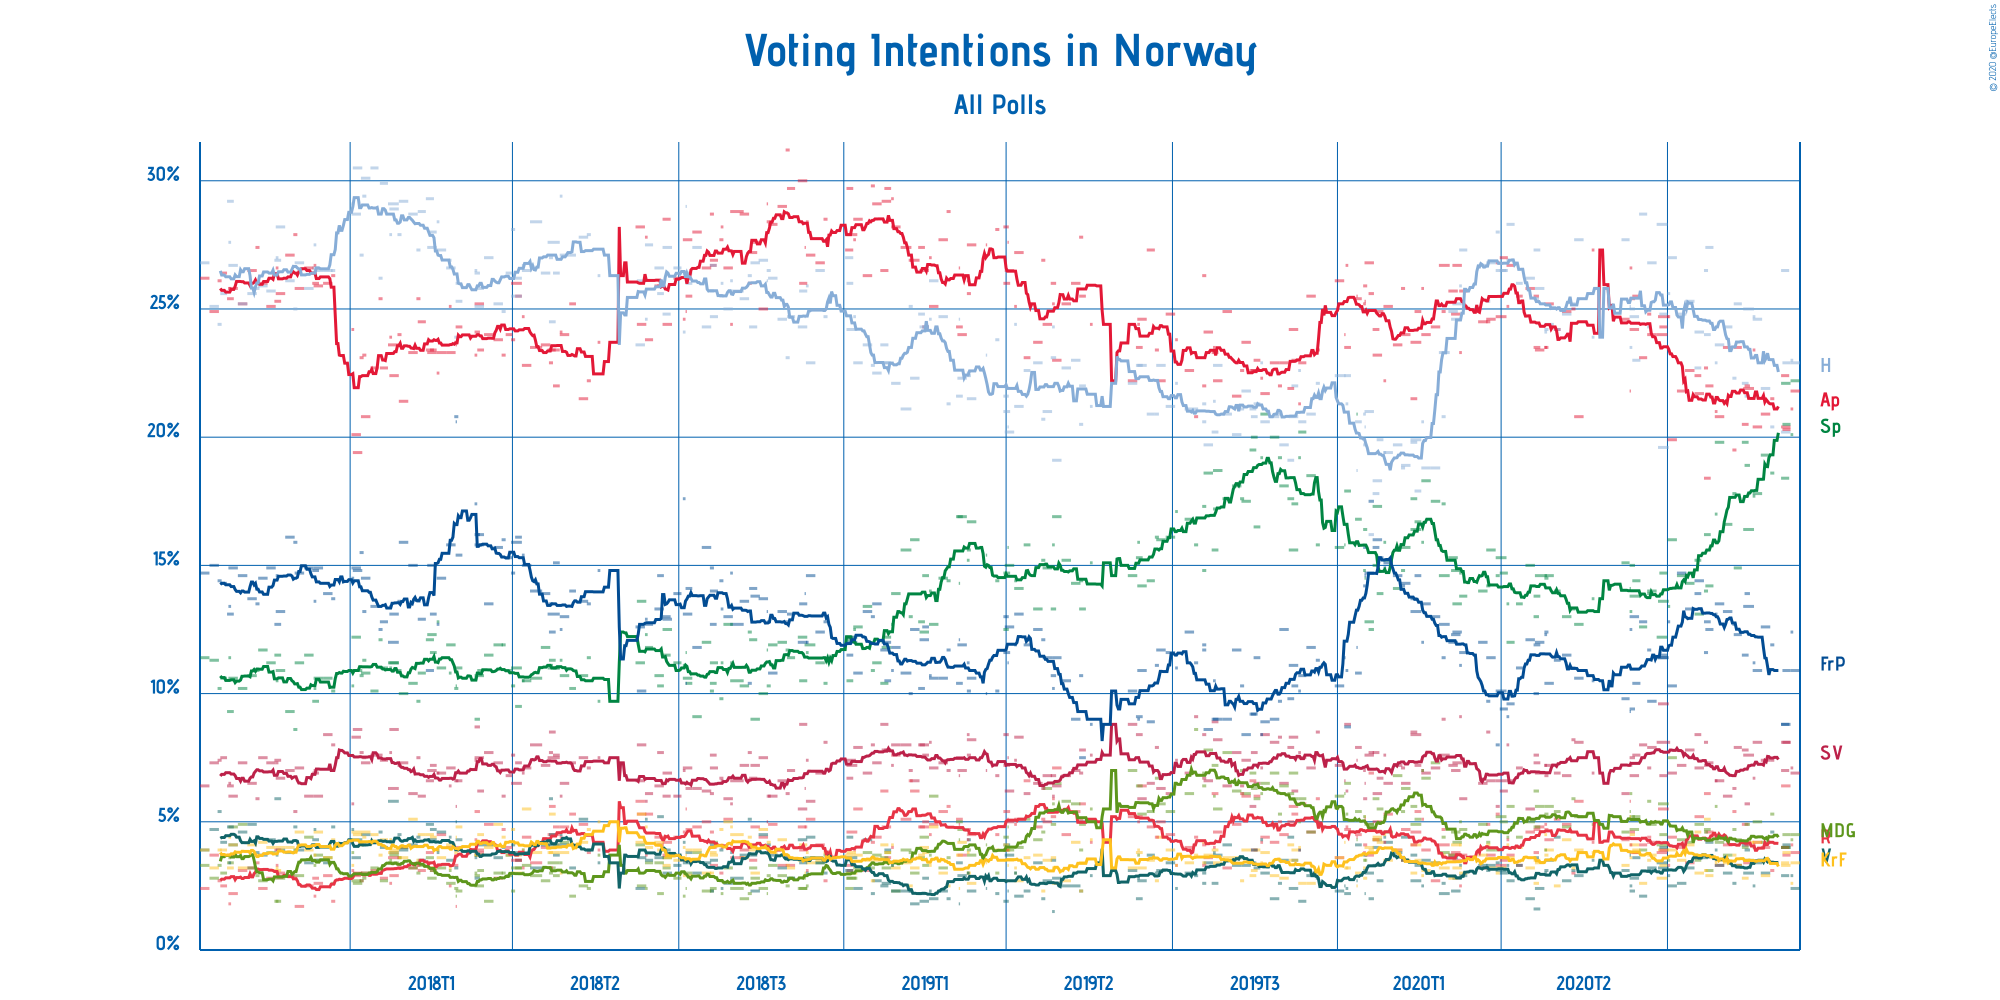 © 2020 @EuropeElects
Voting Intentions in Norway
All Polls
30%
25%
20%
15%
10%
5%
0%
H
Ap
Sp
FrP
SV
MDG
R
V
KrF
2018T1
2018T2
2018T3
2019T1
2019T2
2019T3
2020T1
2020T2